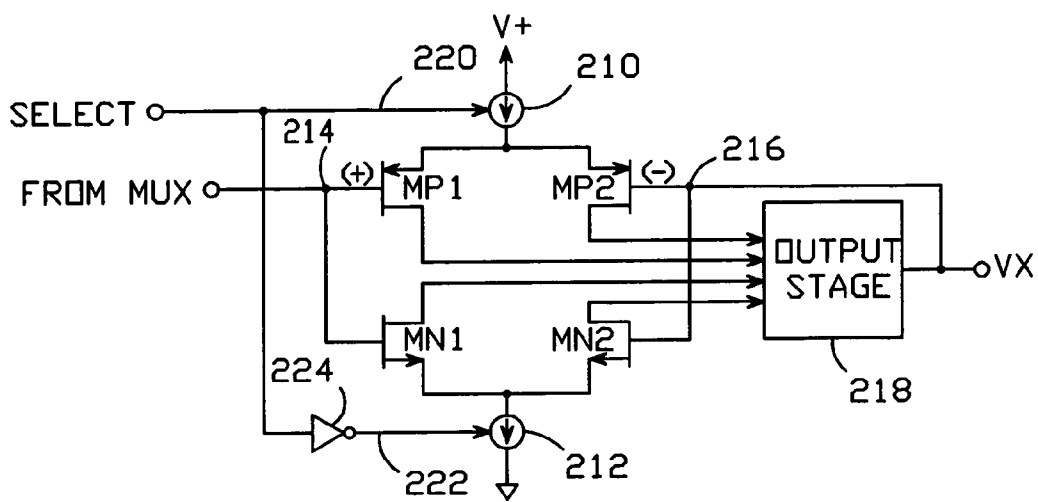 V+
220
210
SELECT
214
216
FROM MUX
(+)
MP1
MP2
(-)
OUTPUT
STAGE
VX
MN1
MN2
224
218
222
212